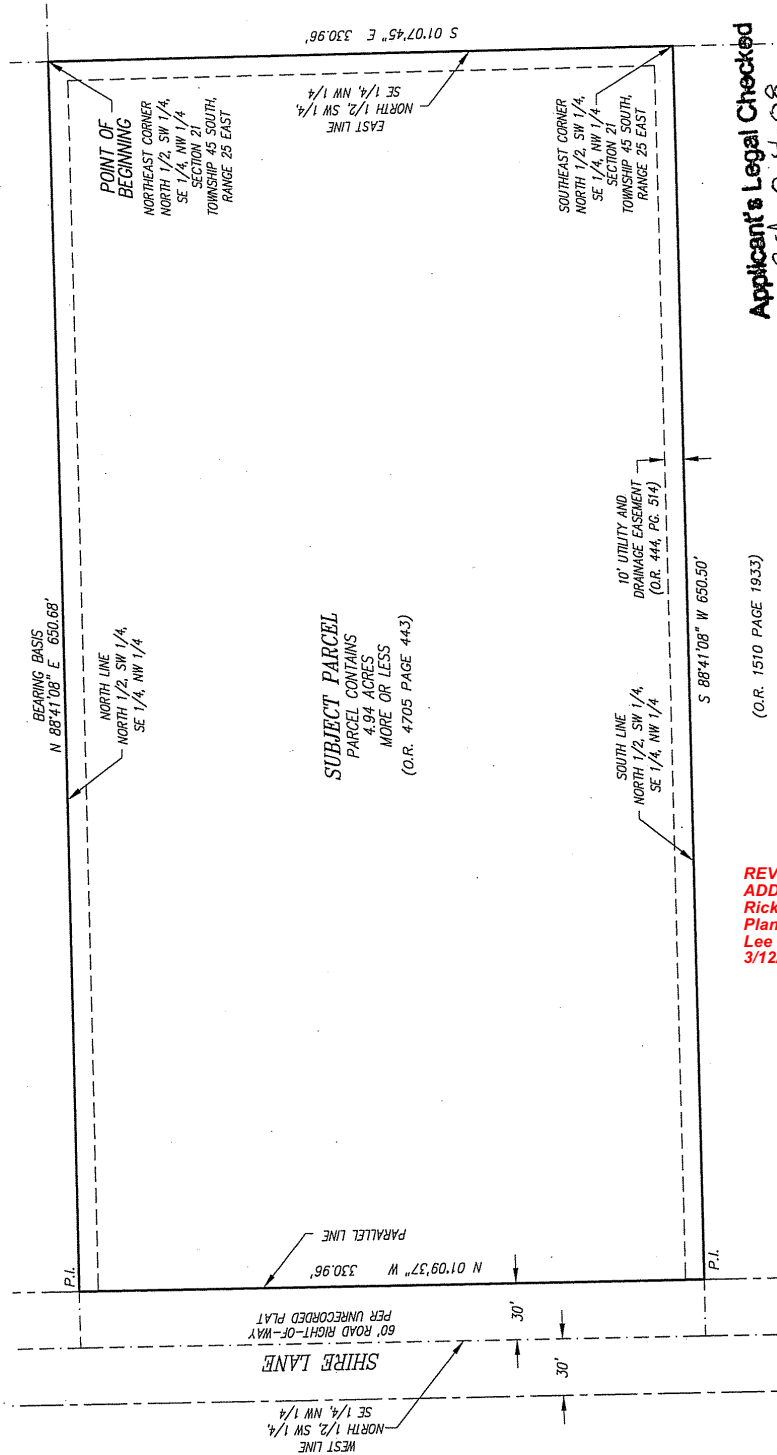 BEARING BASIS
N 88°41'08" E 650.68'
NORTH LINE
NORTH 1/2, SW 1/4,
SE 1/4, NW 1/4
POINT OF
BEGINNING
NORTHEAST CORNER
NORTH 1/2, SW 1/4,
SE 1/4, NW 1/4
SECTION 21
TOWNSHIP 45 SOUTH,
RANGE 25 EAST
S 01°07'45" E 330.96'
EAST LINE
NORTH 1/2, SW 1/4,
SE 1/4, NW 1/4
SUBJECT PARCEL
PARCEL CONTAINS
4.94 ACRES
MORE OR LESS
(O.R. 4705 PAGE 443)
SOUTHEAST CORNER
NORTH 1/2, SW 1/4,
SE 1/4, NW 1/4
SECTION 21
TOWNSHIP 45 SOUTH,
RANGE 25 EAST
10' UTILITY AND
DRAINAGE EASEMENT
(O.R. 444, PG. 514)
SOUTH LINE
NORTH 1/2, SW 1/4,
SE 1/4, NW 1/4
S 88°41'08" W 650.50'
(O.R. 1510 PAGE 1933)
P.I.
P.I.
PARALLEL LINE
N 01°09'37" W 330.96'
60' ROAD RIGHT-OF-WAY
PER UNRECORDED PLAT
SHIRE LANE
30'
30'
WEST LINE
NORTH 1/2, SW 1/4,
SE 1/4, NW 1/4
Applicant's Legal Checked
REV
ADD
Rick
Plan
Lee
3/12